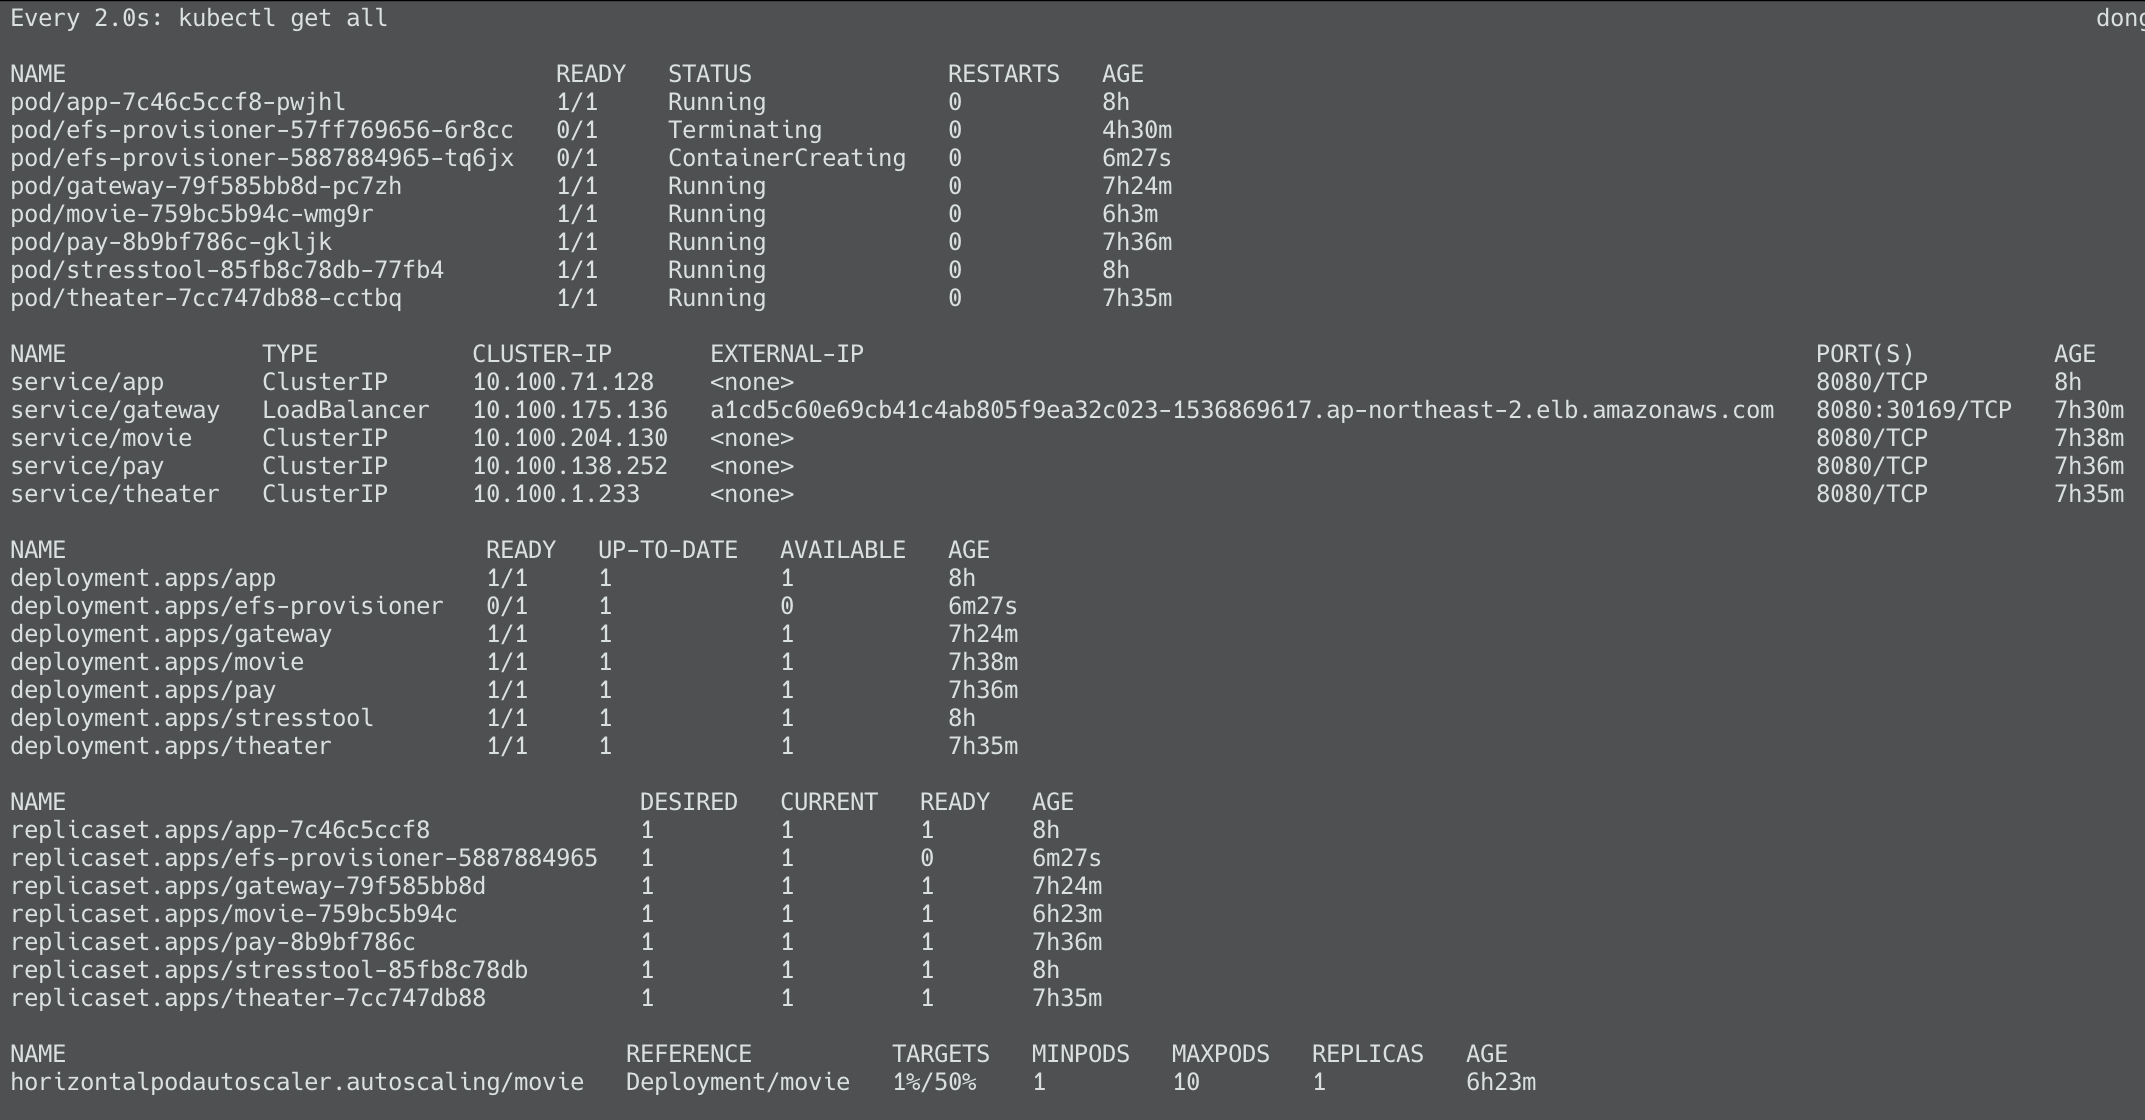 Every 2.0s: kubectl get all dong
NAME READY STATUS RESTARTS AGE
pod/app-7c46c5ccf8-pwjhl 1/1 Running 0 8h
pod/efs-provisioner-57ff769656-6r8cc 0/1 Terminating 0 4h30m
pod/efs-provisioner-5887884965-tq6jx 0/1 ContainerCreating 0 6m27s
pod/gateway-79f585bb8d-pc7zh 1/1 Running 0 7h24m
pod/movie-759bc5b94c-wmg9r 1/1 Running 0 6h3m
pod/pay-8b9bf786c-gkljk 1/1 Running 0 7h36m
pod/stresstool-85fb8c78db-77fb4 1/1 Running 0 8h
pod/theater-7cc747db88-cctbq 1/1 Running 0 7h35m
NAME TYPE CLUSTER-IP EXTERNAL-IP PORT(S) AGE
service/app ClusterIP 10.100.71.128 <none> 8080/TCP 8h
service/gateway LoadBalancer 10.100.175.136 a1cd5c60e69cb41c4ab805f9ea32c023-1536869617.ap-northeast-2.elb.amazonaws.com 8080:30169/TCP 7h30m
service/movie ClusterIP 10.100.204.130 <none> 8080/TCP 7h38m
service/pay ClusterIP 10.100.138.252 <none> 8080/TCP 7h36m
service/theater ClusterIP 10.100.1.233 <none> 8080/TCP 7h35m
NAME READY UP-TO-DATE AVAILABLE AGE
deployment.apps/app 1/1 1 1 8h
deployment.apps/efs-provisioner 0/1 1 0 6m27s
deployment.apps/gateway 1/1 1 1 7h24m
deployment.apps/movie 1/1 1 1 7h38m
deployment.apps/pay 1/1 1 1 7h36m
deployment.apps/stresstool 1/1 1 1 8h
deployment.apps/theater 1/1 1 1 7h35m
NAME DESIRED CURRENT READY AGE
replicaset.apps/app-7c46c5ccf8 1 1 1 8h
replicaset.apps/efs-provisioner-5887884965 1 1 0 6m27s
replicaset.apps/gateway-79f585bb8d 1 1 1 7h24m
replicaset.apps/movie-759bc5b94c 1 1 1 6h23m
replicaset.apps/pay-8b9bf786c 1 1 1 7h36m
replicaset.apps/stresstool-85fb8c78db 1 1 1 8h
replicaset.apps/theater-7cc747db88 1 1 1 7h35m
NAME REFERENCE TARGETS MINPODS MAXPODS REPLICAS AGE
horizontalpodautoscaler.autoscaling/movie Deployment/movie 1%/50% 1 10 1 6h23m